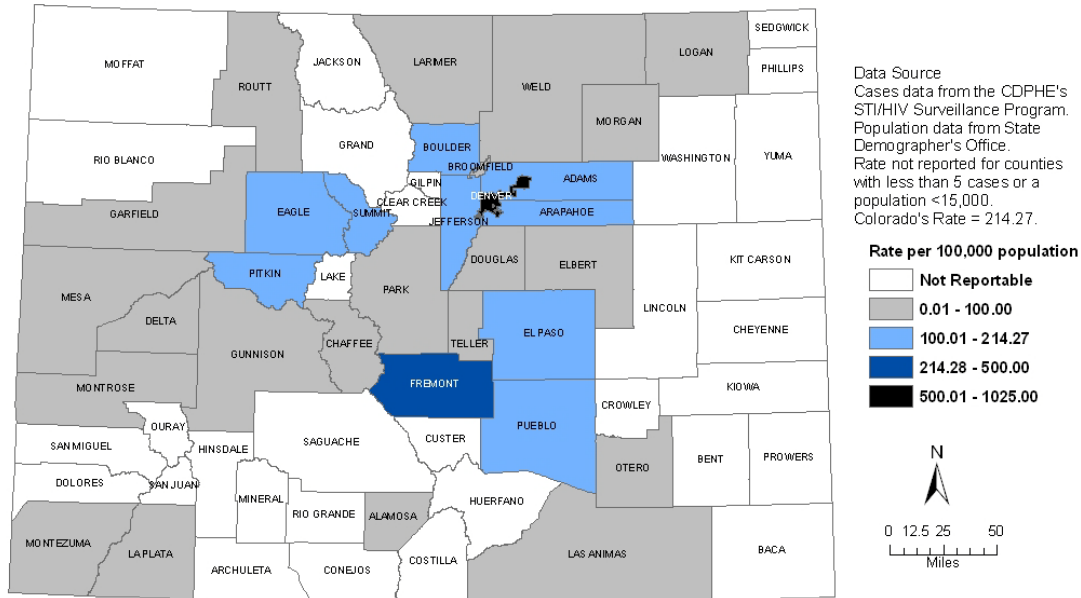 SEDGWICK
LOGAN
MOFFAT
JACKSON
LARIMER
PHILLIPS
ROUTT
WELD
MORGAN
GRAND
BOULDER
WASHINGTON
YUMA
RIO BLANCO
BROOMFIELD
GILPIN
ADAMS
DENVER
CLEAR CREEK
EAGLE
SUMMIT
GARFIELD
JEFFERSON
ARAPAHOE
DOUGLAS
ELBERT
KIT CARSON
PITKIN
LAKE
PARK
MESA
LINCOLN
DELTA
EL PASO
CHEYENNE
CHAFFEE
TELLER
GUNNISON
MONTROSE
FREMONT
KIOWA
CROWLEY
OURAY
PUEBLO
SAN MIGUEL
HINSDALE
SAGUACHE
CUSTER
BENT
PROWERS
OTERO
DOLORES
SAN JUAN
MINERAL
HUERFANO
RIO GRANDE
ALAMOSA
MONTEZUMA
LA PLATA
LAS ANIMAS
BACA
COSTILLA
ARCHULETA
CONEJOS
Data Source
Cases data from the CDPHE's
STI/HIV Surveillance Program.
Population data from State
Demographer's Office.
Rate not reported for counties
with less than 5 cases or a
population <15,000.
Colorado's Rate = 214.27.
Rate per 100,000 population
Not Reportable
0.01 - 100.00
100.01 - 214.27
214.28 - 500.00
500.01 - 1025.00
N
0 12.5 25 50
Miles